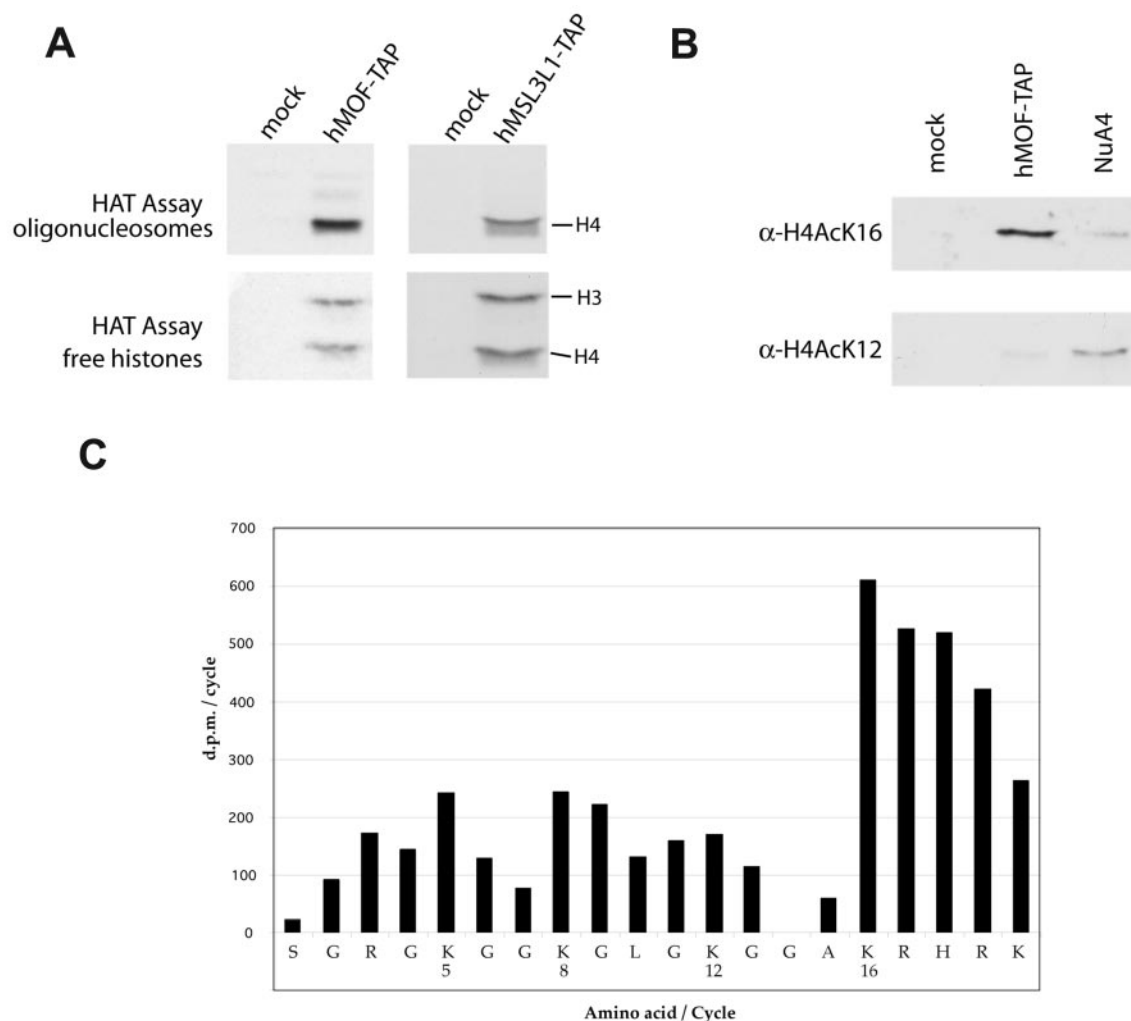 A
mock
hMOF-TAP
mock
hMSL3L1-TAP
HAT Assay
oligonucleosomes
H4
HAT Assay
free histones
H3
H4
B
mock
hMOF-TAP
NuA4
α-H4AcK16
α-H4AcK12
C
d.p.m. / cycle
700
600
500
400
300
200
100
0
S G R G K G G K G L G K G G A K R H R K
5 8 12 16
Amino acid / Cycle